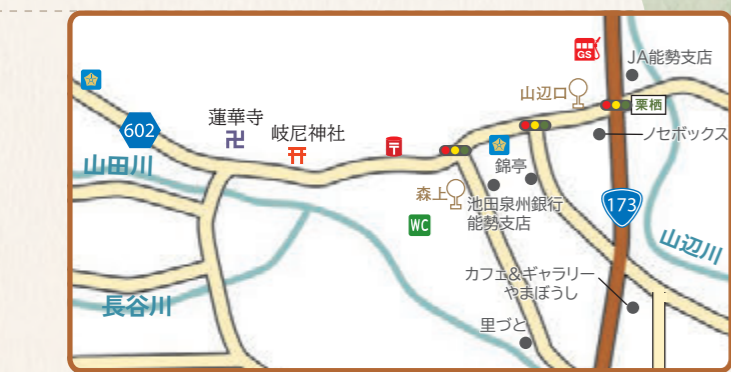 GS
JA能勢支店
山辺口
栗栖
602
蓮華寺
岐尼神社
〒
ノセボックス
山田川
錦亭
森上
池田泉州銀行
能勢支店
173
WC
山辺川
カフェ&ギャラリー
やまぼうし
長谷川
里づと